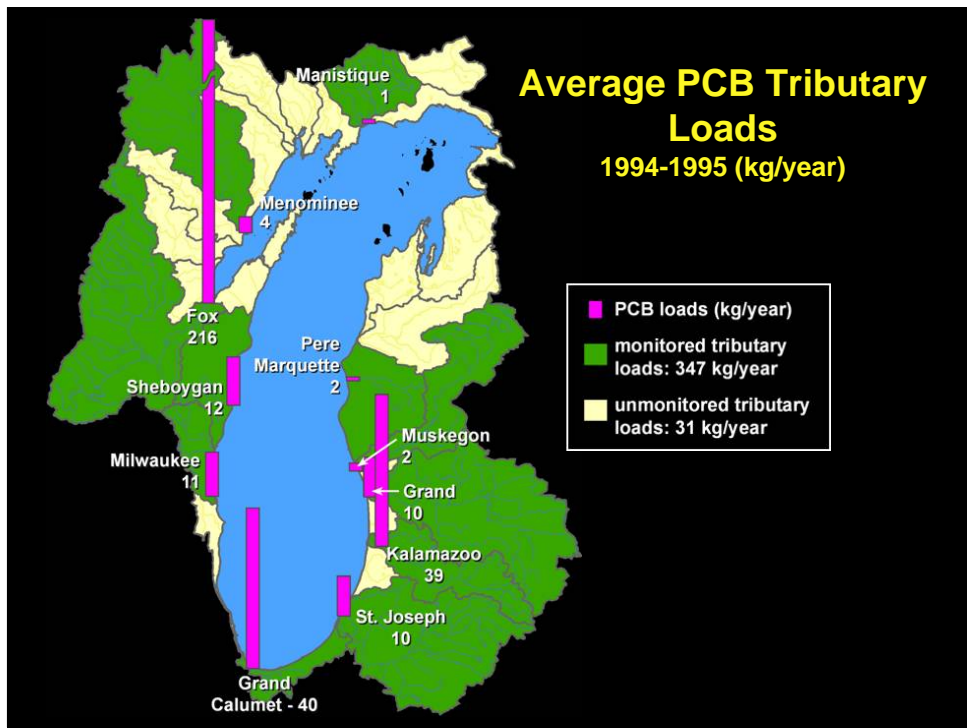 Average PCB Tributary
Loads
1994-1995 (kg/year)
Manistique
1
Menominee
4
Fox
216
Pere
Marquette
2
Sheboygan
12
Muskegon
2
Milwaukee
11
Grand
10
Kalamazoo
39
St. Joseph
10
Grand
Calumet - 40
PCB loads (kg/year)
monitored tributary
loads: 347 kg/year
unmonitored tributary
loads: 31 kg/year